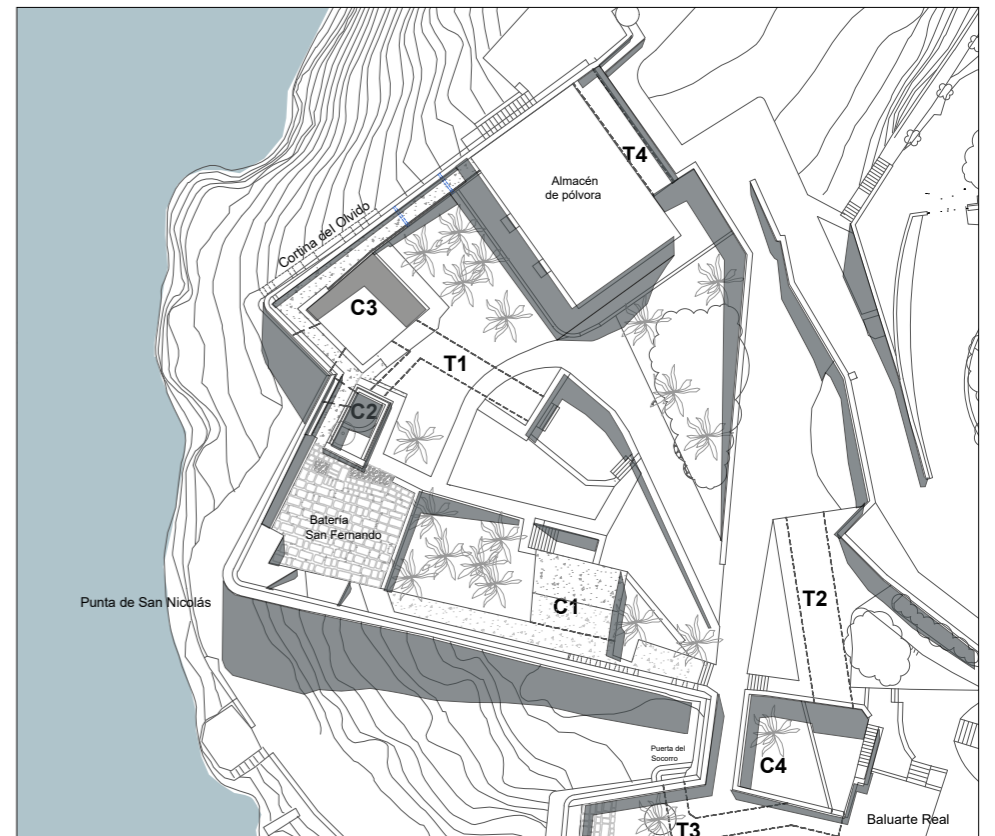 T4
Almacén
de pólvora
Cortina del Olvido
C3
T1
C2
Batería
San Fernando
Punta de San Nicolás
C1
T2
Puerta del
Socorro
C4
T3
Baluarte Real